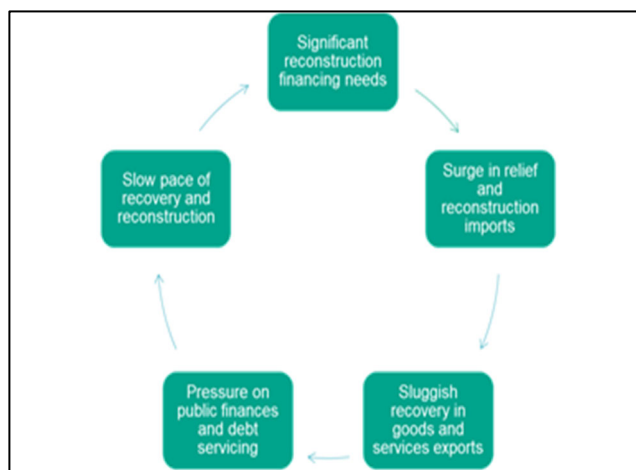 Significant
reconstruction
financing needs
Surge in relief
and
reconstruction
imports
Sluggish
recovery in
goods and
services exports
Pressure on
public finances
and debt
servicing
Slow pace of
recovery and
reconstruction